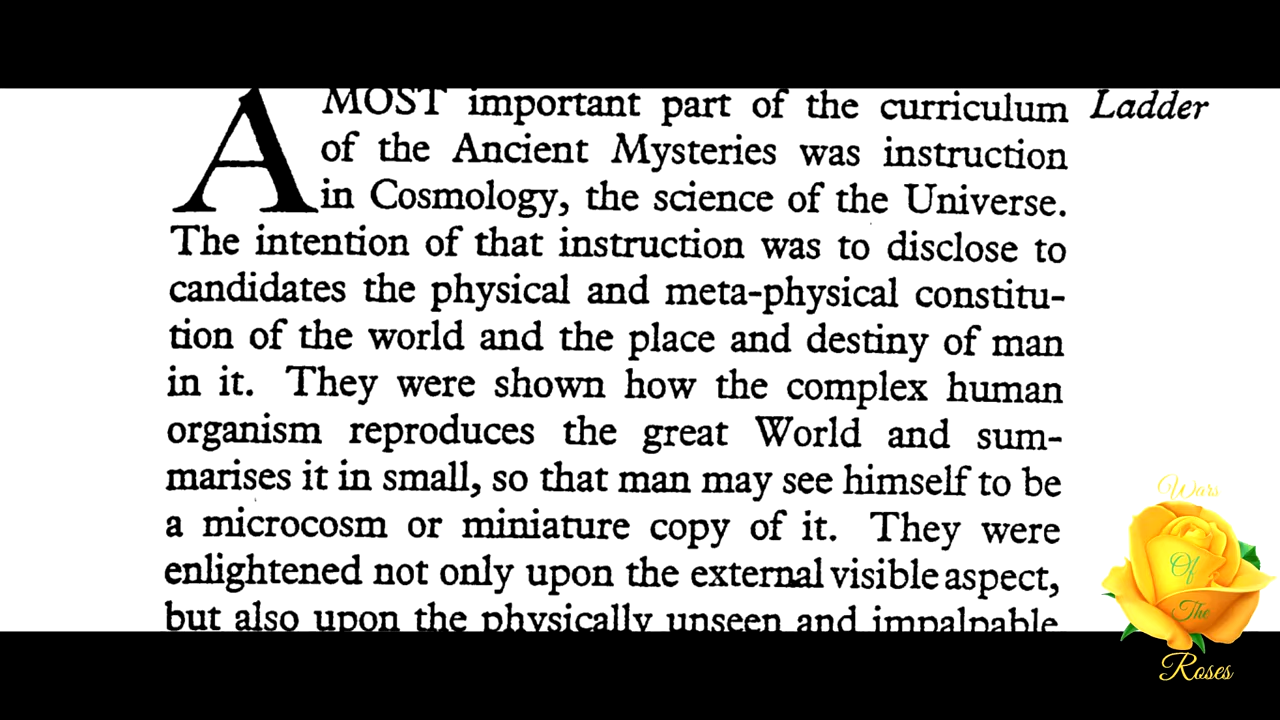 A MOST important part of the curriculum
Ladder
of the Ancient Mysteries was instruction
in Cosmology, the science of the Universe.
The intention of that instruction was to disclose to
candidates the physical and meta-physical constitu-
tion of the world and the place and destiny of man
in it. They were shown how the complex human
organism reproduces the great World and sum-
marises it in small, so that man may see himself to be
a microcosm or miniature copy of it. They were
enlightened not only upon the external visible aspect,
but also upon the physically unseen and impalpable
Wars
Of
The
Roses